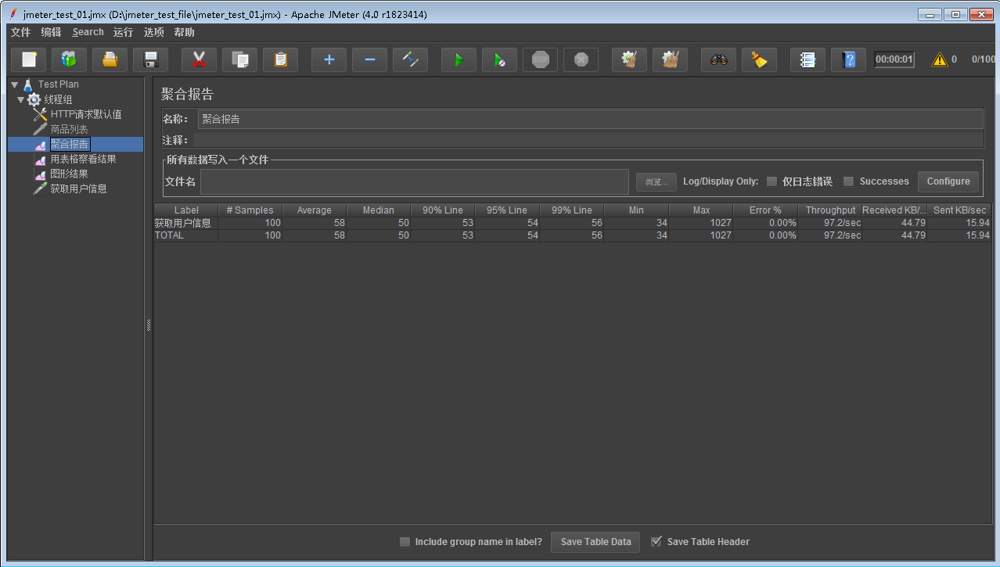 jmeter_test_01.jmx (D:\jmeter_test_file\jmeter_test_01.jmx) - Apache JMeter (4.0 r1823414)
文件 编辑 Search 运行 选项 帮助
STOP 00:00:01 0 0/100
Test Plan
线程组
HTTP请求默认值
商品列表
聚合报告
用表格察看结果
图形结果
获取用户信息
聚合报告
名称： 聚合报告
注释：
所有数据写入一个文件
文件名 浏览... Log/Display Only: 仅日志错误 Successes Configure
Label # Samples Average Median 90% Line 95% Line 99% Line Min Max Error % Throughput Received KB/... Sent KB/sec
获取用户信息 100 58 50 53 54 56 34 1027 0.00% 97.2/sec 44.79 15.94
TOTAL 100 58 50 53 54 56 34 1027 0.00% 97.2/sec 44.79 15.94
Include group name in label? Save Table Data Save Table Header